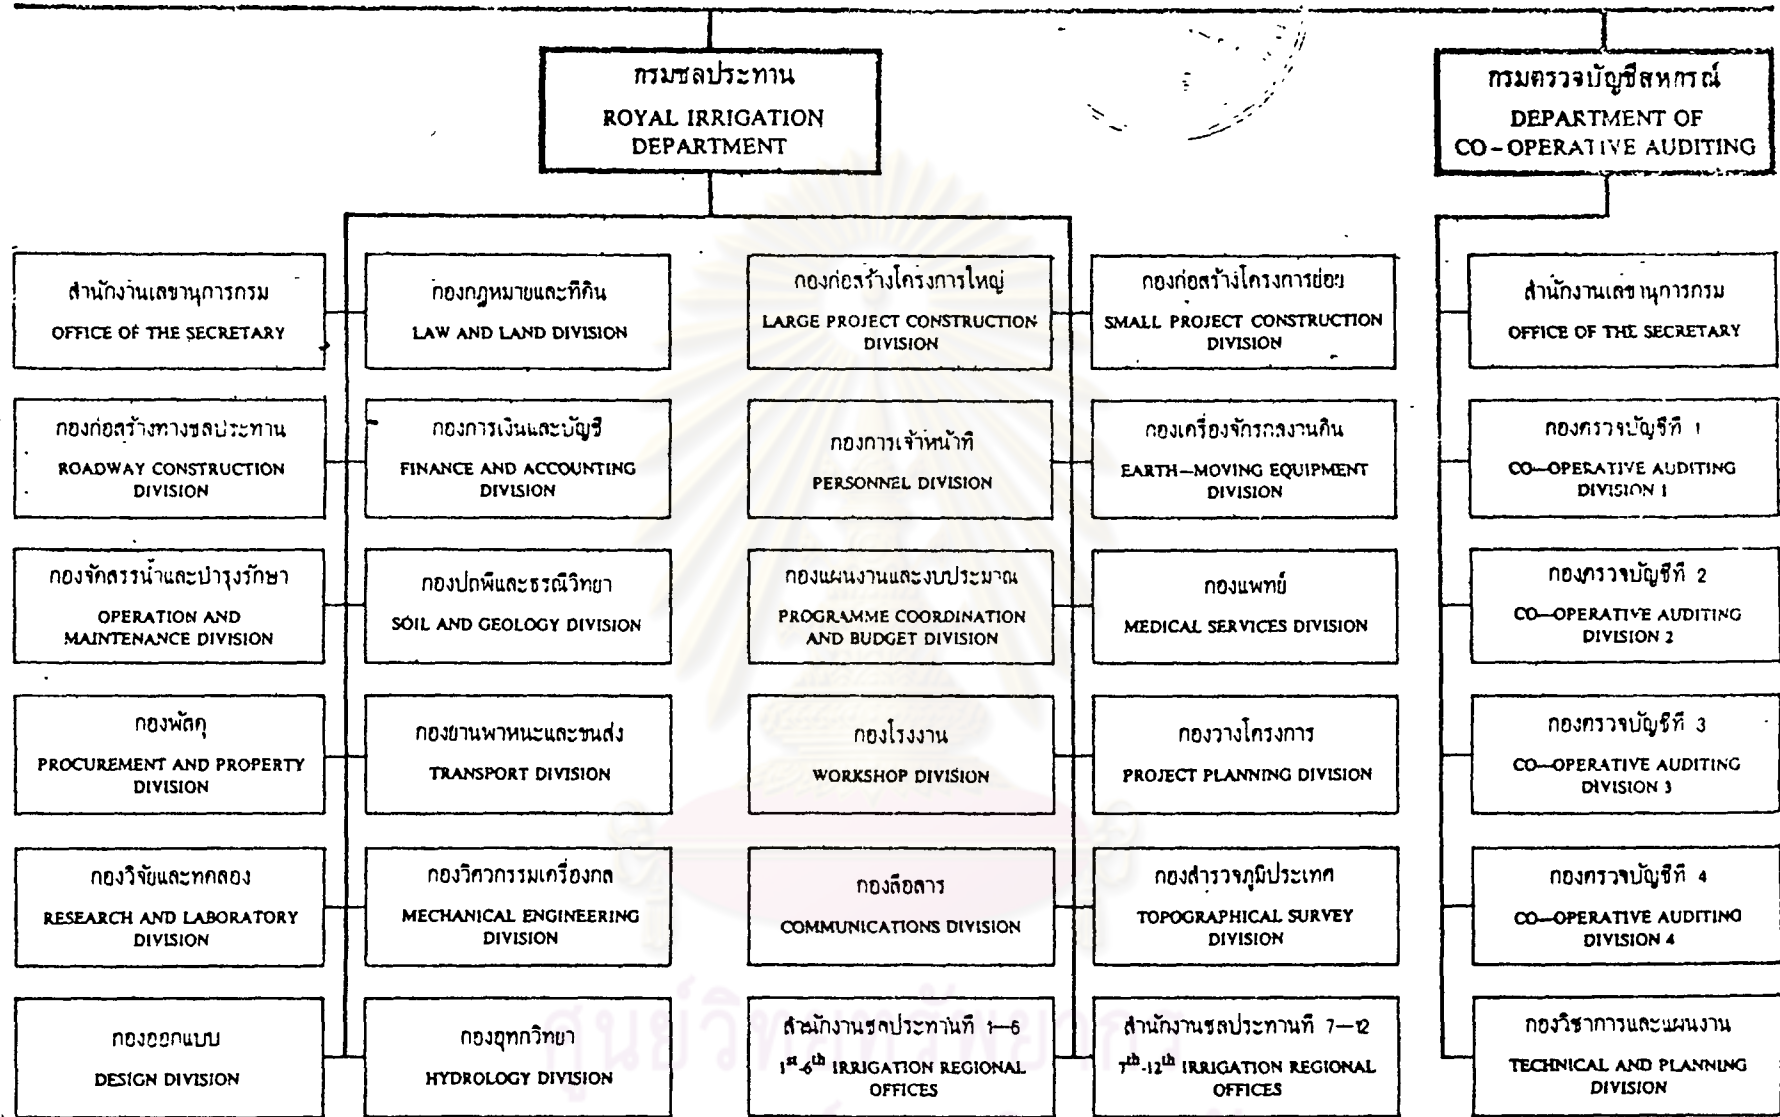 กรมชลประทาน
ROYAL IRRIGATION
DEPARTMENT
กรมตรวจบัญชีสหกรณ์
DEPARTMENT OF
CO-OPERATIVE AUDITING
สำนักงานเลขานุการกรม
OFFICE OF THE SECRETARY
กองกฎหมายและที่ดิน
LAW AND LAND DIVISION
กองก่อสร้างโครงการใหญ่
LARGE PROJECT CONSTRUCTION
DIVISION
กองก่อสร้างโครงการย่อย
SMALL PROJECT CONSTRUCTION
DIVISION
สำนักงานเลขานุการกรม
OFFICE OF THE SECRETARY
กองก่อสร้างทางชลประทาน
ROADWAY CONSTRUCTION
DIVISION
กองการเงินและบัญชี
FINANCE AND ACCOUNTING
DIVISION
กองการเจ้าหน้าที่
PERSONNEL DIVISION
กองเครื่องจักรกลงานดิน
EARTH-MOVING EQUIPMENT
DIVISION
กองตรวจบัญชีที่ 1
CO-OPERATIVE AUDITING
DIVISION 1
กองจัดสรรน้ำและบำรุงรักษา
OPERATION AND
MAINTENANCE DIVISION
กองปฐพีและธรณีวิทยา
SOIL AND GEOLOGY DIVISION
กองแผนงานและงบประมาณ
PROGRAMME COORDINATION
AND BUDGET DIVISION
กองแพทย์
MEDICAL SERVICES DIVISION
กองตรวจบัญชีที่ 2
CO-OPERATIVE AUDITING
DIVISION 2
กองพัสดุ
PROCUREMENT AND PROPERTY
DIVISION
กองยานพาหนะและขนส่ง
TRANSPORT DIVISION
กองโรงงาน
WORKSHOP DIVISION
กองวางโครงการ
PROJECT PLANNING DIVISION
กองตรวจบัญชีที่ 3
CO-OPERATIVE AUDITING
DIVISION 3
กองวิจัยและทดลอง
RESEARCH AND LABORATORY
DIVISION
กองวิศวกรรมเครื่องกล
MECHANICAL ENGINEERING
DIVISION
กองสื่อสาร
COMMUNICATIONS DIVISION
กองสำรวจภูมิประเทศ
TOPOGRAPHICAL SURVEY
DIVISION
กองตรวจบัญชีที่ 4
CO-OPERATIVE AUDITING
DIVISION 4
กองออกแบบ
DESIGN DIVISION
กองอุทกวิทยา
HYDROLOGY DIVISION
สำนักงานชลประทานที่ 1-6
1st-6th IRRIGATION REGIONAL
OFFICES
สำนักงานชลประทานที่ 7-12
7th-12th IRRIGATION REGIONAL
OFFICES
กองวิชาการและแผนงาน
TECHNICAL AND PLANNING
DIVISION
ศูนย์วิทยทรัพยากร